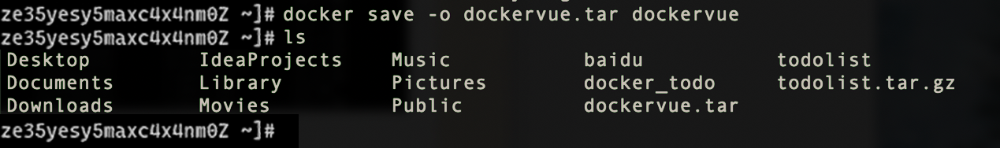 ze35yesy5maxc4x4nm0Z ~]# docker save -o dockervue.tar dockervue
ze35yesy5maxc4x4nm0Z ~]# ls
Desktop IdeaProjects Music baidu todolist
Documents Library Pictures docker_todo todolist.tar.gz
Downloads Movies Public dockervue.tar
ze35yesy5maxc4x4nm0Z ~]#